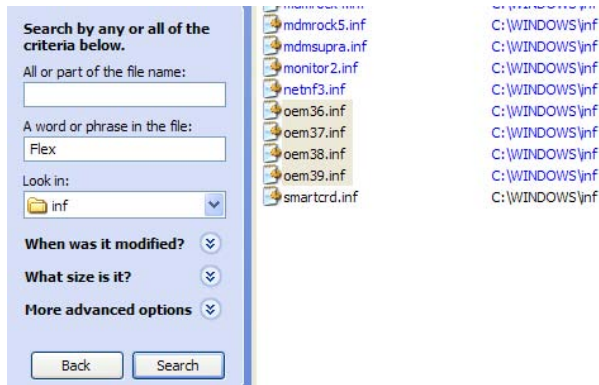 Search by any or all of the
criteria below.
All or part of the file name:
A word or phrase in the file:
Flex
Look in:
inf
When was it modified?
What size is it?
More advanced options
Back Search
mdmrock5.inf C:\WINDOWS\inf
mdmsupra.inf C:\WINDOWS\inf
monitor2.inf C:\WINDOWS\inf
netnf3.inf C:\WINDOWS\inf
oem36.inf C:\WINDOWS\inf
oem37.inf C:\WINDOWS\inf
oem38.inf C:\WINDOWS\inf
oem39.inf C:\WINDOWS\inf
smartcrd.inf C:\WINDOWS\inf